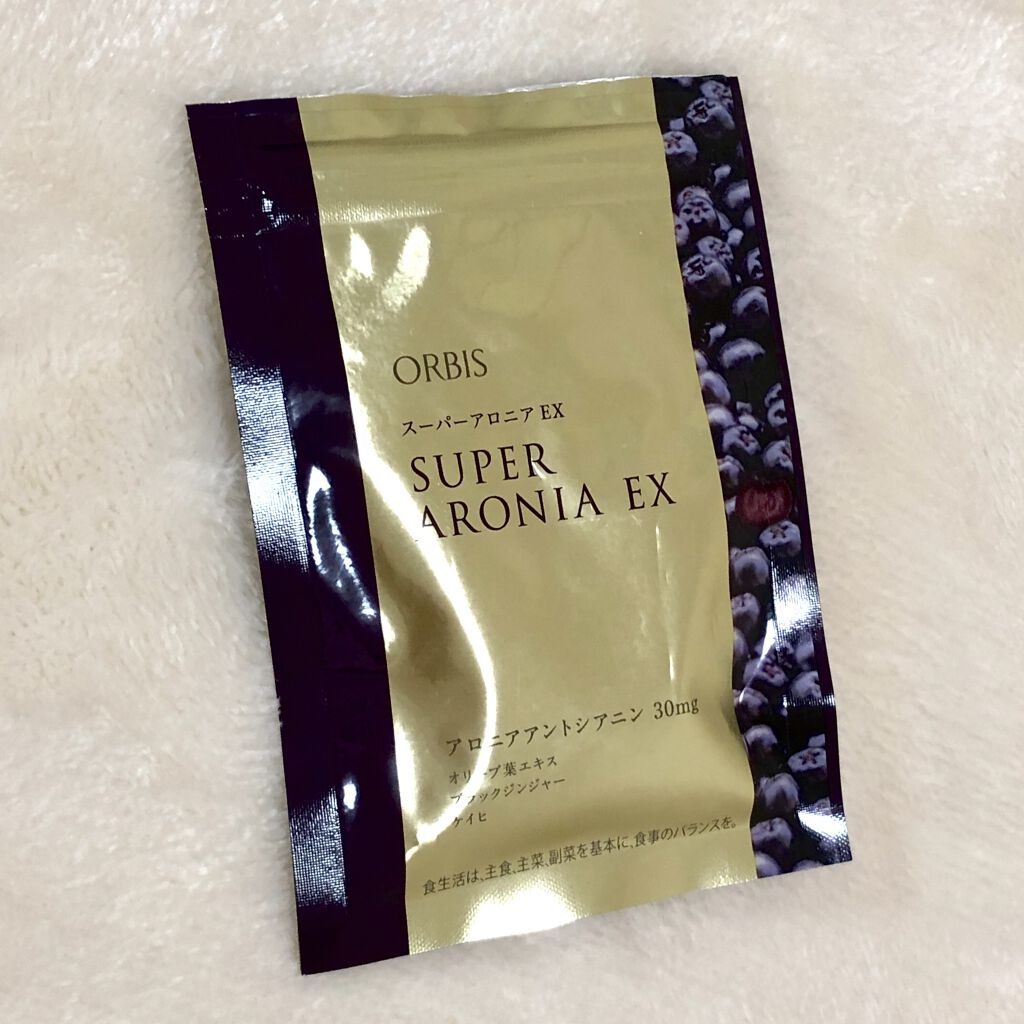 ORBIS
スーパーアロニア EX
SUPER
ARONIA EX
アロニアアントシアニン 30mg
オリーブ葉エキス
ブラックジンジャー
ケイヒ
食生活は、主食、主菜、副菜を基本に、食事のバランスを。